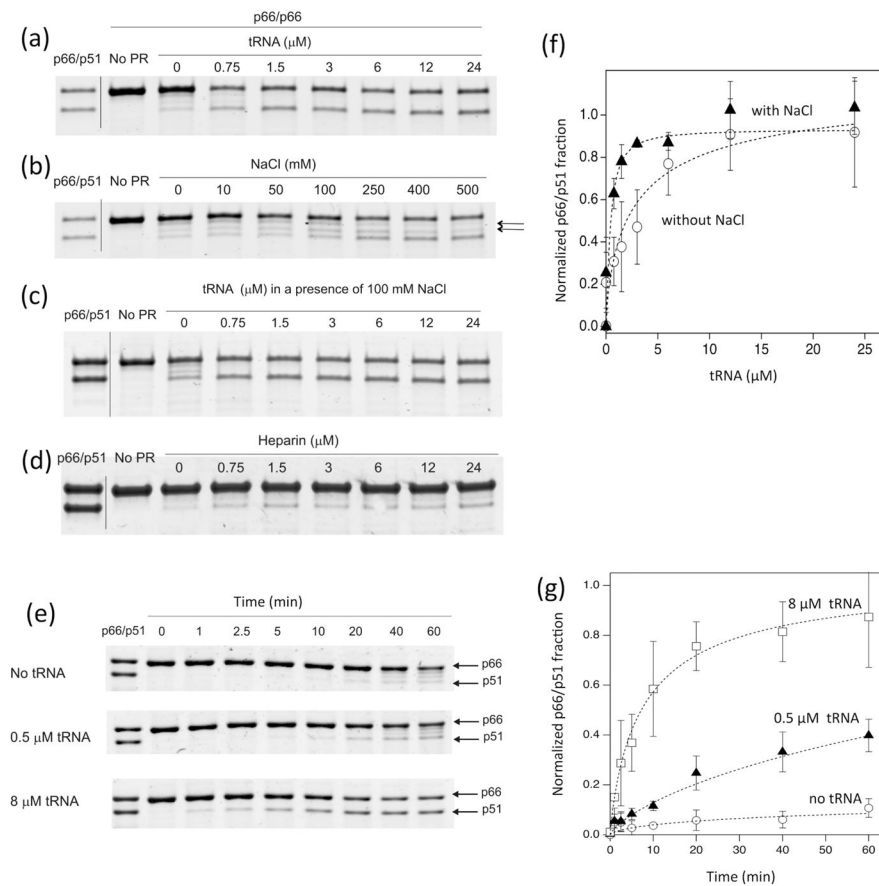 p66/p66
(a)
tRNA (μM)
p66/p51 No PR 0 0.75 1.5 3 6 12 24
(b)
NaCl (mM)
p66/p51 No PR 0 10 50 100 250 400 500
(c)
tRNA (μM) in a presence of 100 mM NaCl
p66/p51 No PR 0 0.75 1.5 3 6 12 24
(d)
Heparin (μM)
p66/p51 No PR 0 0.75 1.5 3 6 12 24
(e)
Time (min)
p66/p51 0 1 2.5 5 10 20 40 60
No tRNA
p66
p51
0.5 μM tRNA
p66
p51
8 μM tRNA
p66
p51
(f)
Normalized p66/p51 fraction
1.0
0.8
0.6
0.4
0.2
0.0
with NaCl
without NaCl
0 5 10 15 20 25
tRNA (μM)
(g)
Normalized p66/p51 fraction
1.0
0.8
0.6
0.4
0.2
0.0
8 μM tRNA
0.5 μM tRNA
no tRNA
0 10 20 30 40 50 60
Time (min)